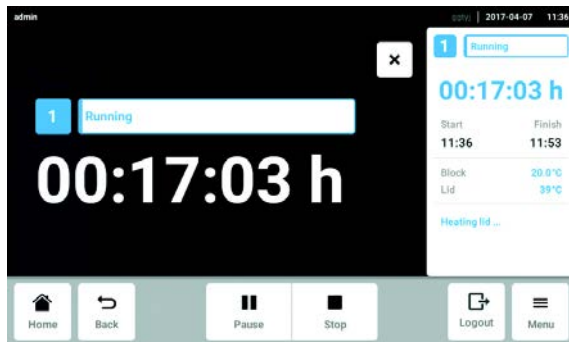 admin
2017-04-07 11:36
×
1 Running
00:17:03 h
1 Running
00:17:03 h
Start Finish
11:36 11:53
Block 20.0°C
Lid 39°C
Heating lid ...
Home Back Pause Stop Logout Menu